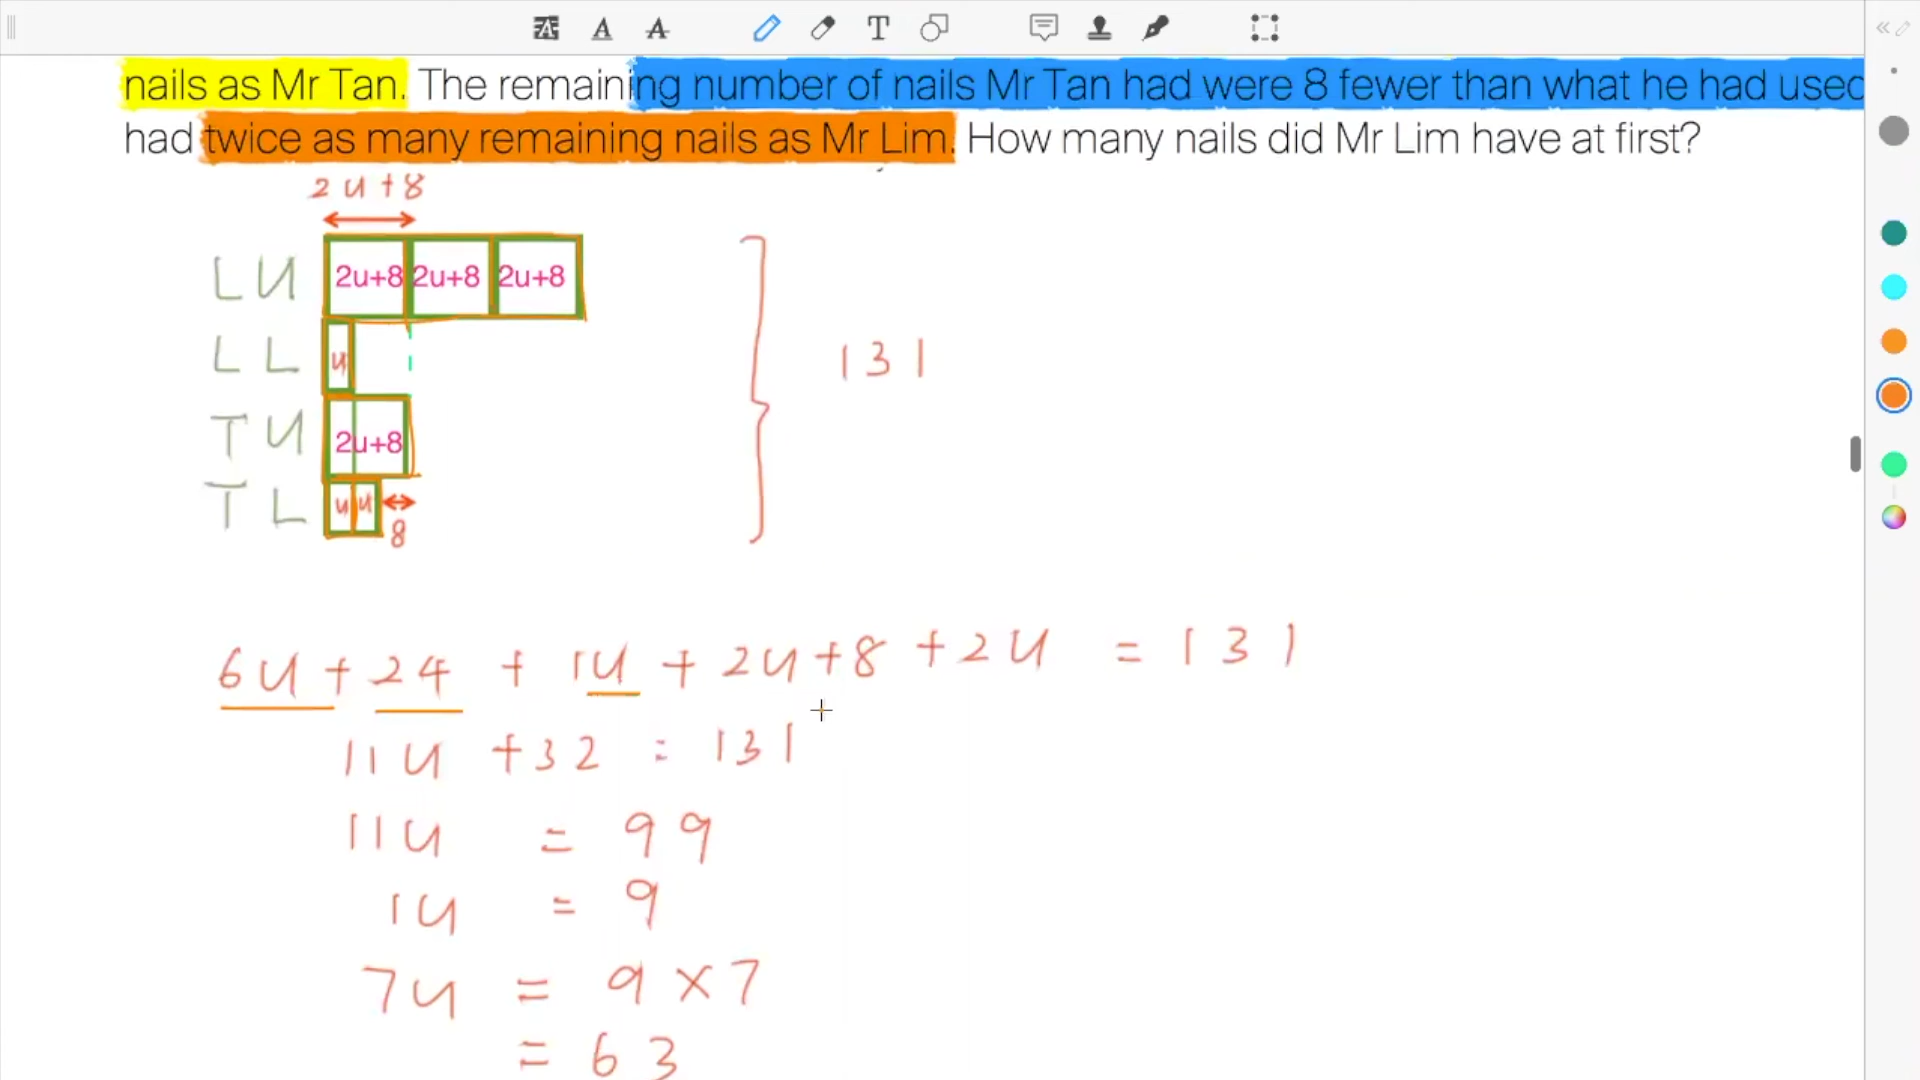 nails as Mr Tan. The remaining number of nails Mr Tan had were 8 fewer than what he had used
had twice as many remaining nails as Mr Lim. How many nails did Mr Lim have at first?
2u+8
LU 2u+8 2u+8 2u+8
LL u
131
TU 2u+8
TL u u
8
6u+24 + 1u + 2u+8 +2u = 131
11u +32 = 131
11u = 99
1u = 9
7u = 9×7
= 63